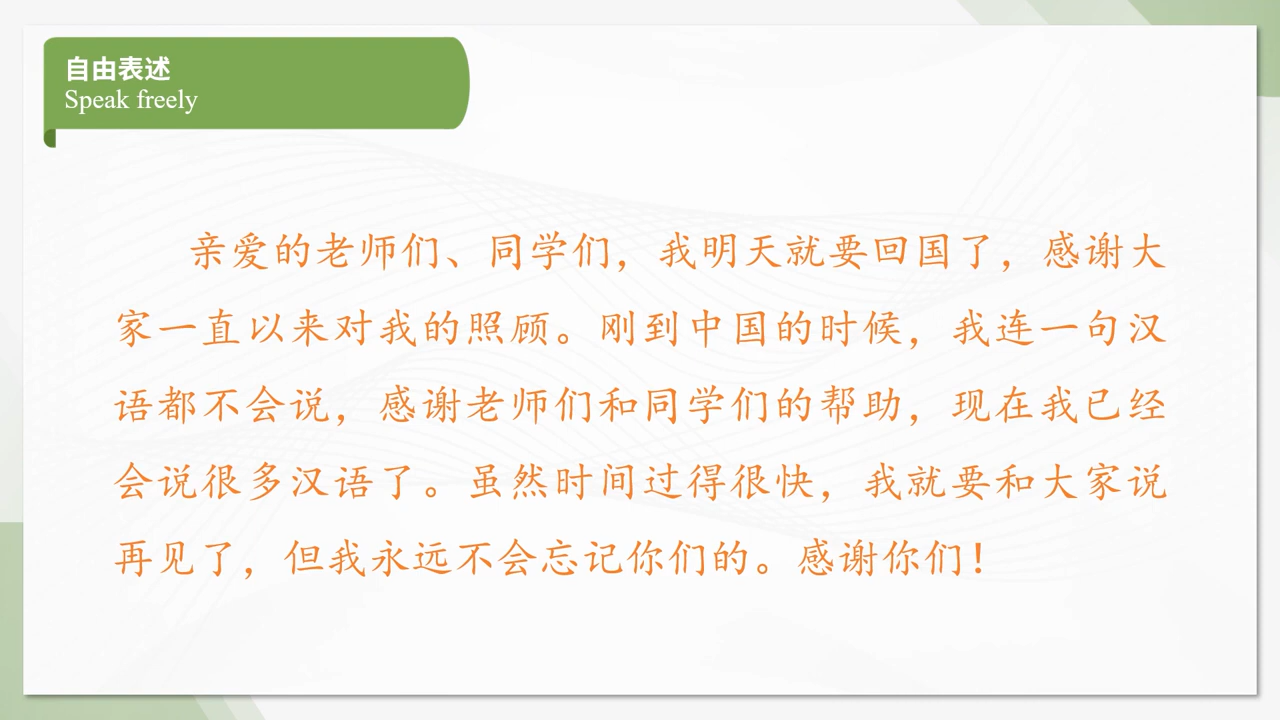 自由表述
Speak freely
亲爱的老师们、同学们，我明天就要回国了，感谢大
家一直以来对我的照顾。刚到中国的时候，我连一句汉
语都不会说，感谢老师们和同学们的帮助，现在我已经
会说很多汉语了。虽然时间过得很快，我就要和大家说
再见了，但我永远不会忘记你们的。感谢你们！